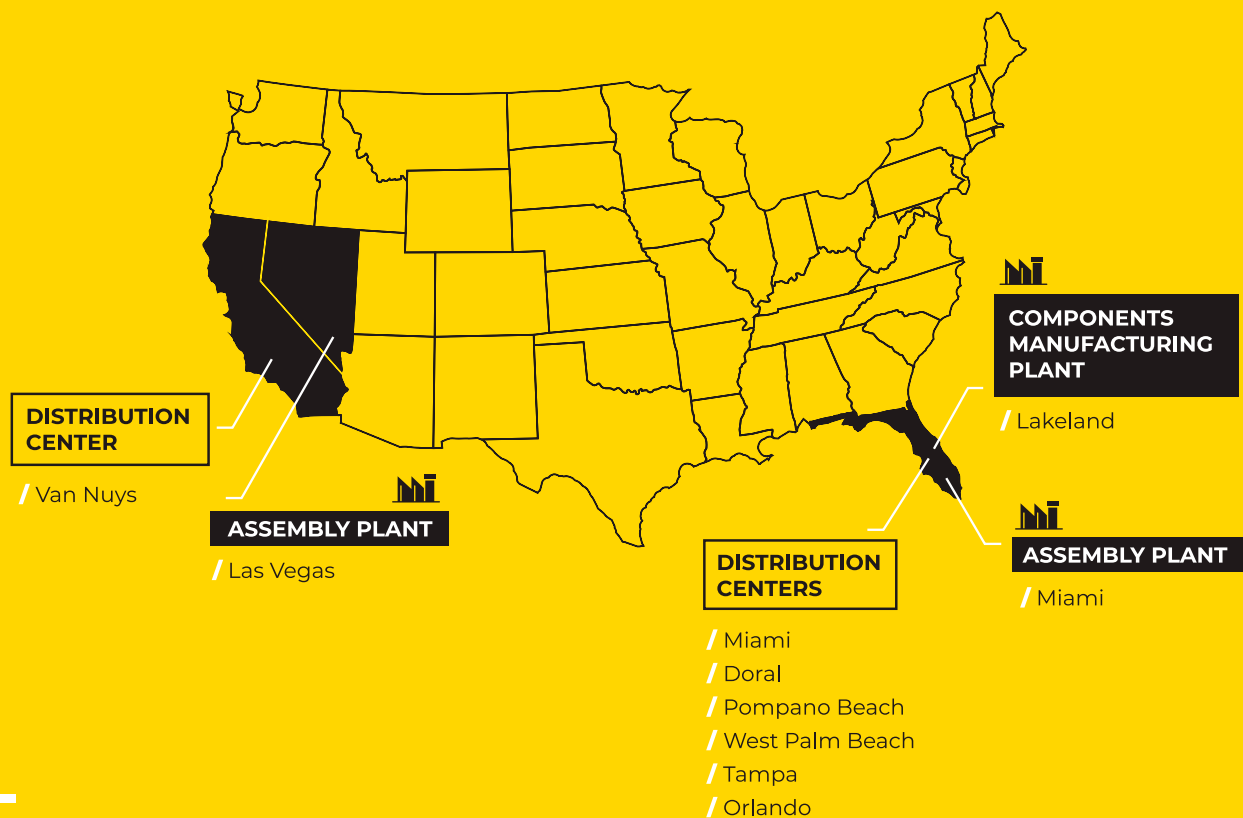 DISTRIBUTION
CENTER
/ Van Nuys
ASSEMBLY PLANT
/ Las Vegas
COMPONENTS
MANUFACTURING
PLANT
/ Lakeland
ASSEMBLY PLANT
/ Miami
DISTRIBUTION
CENTERS
/ Miami
/ Doral
/ Pompano Beach
/ West Palm Beach
/ Tampa
/ Orlando